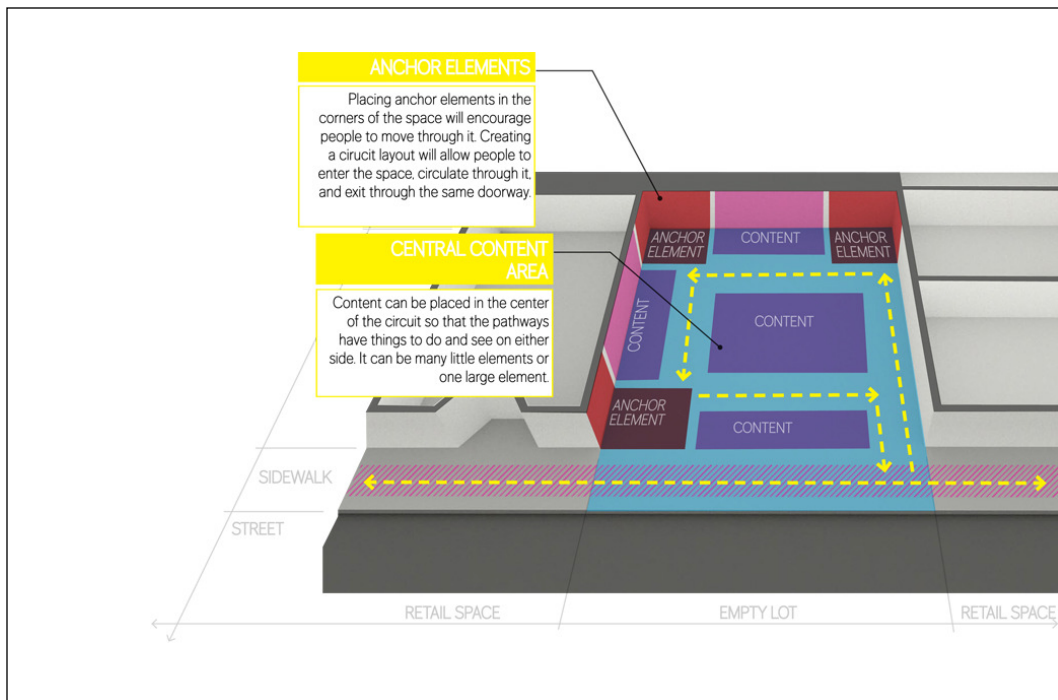 ANCHOR ELEMENTS
Placing anchor elements in the
corners of the space will encourage
people to move through it. Creating
a cirucit layout will allow people to
enter the space, circulate through it,
and exit through the same doorway.
CENTRAL CONTENT
AREA
Content can be placed in the center
of the circuit so that the pathways
have things to do and see on either
side. It can be many little elements or
one large element.
ANCHOR
ELEMENT
CONTENT
ANCHOR
ELEMENT
CONTENT
CONTENT
ANCHOR
ELEMENT
CONTENT
SIDEWALK
STREET
RETAIL SPACE
EMPTY LOT
RETAIL SPACE